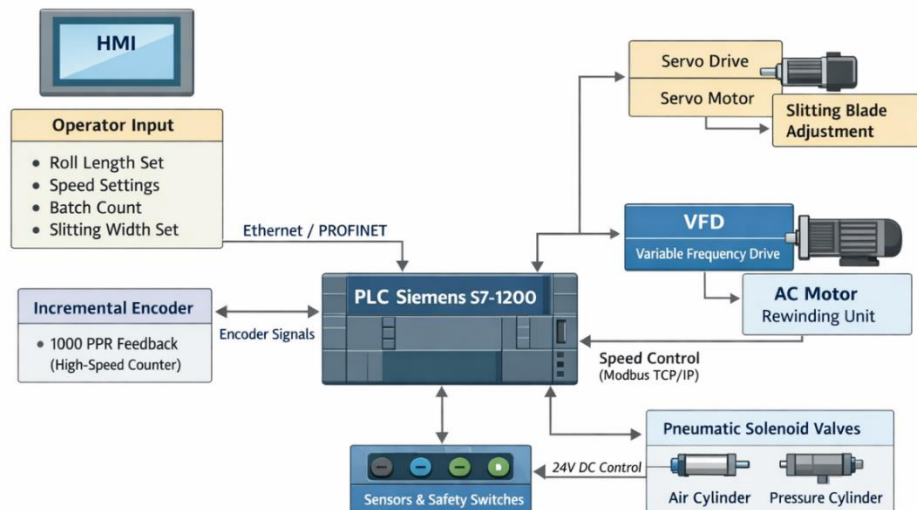 HMI
Operator Input
• Roll Length Set
• Speed Settings
• Batch Count
• Slitting Width Set
Ethernet / PROFINET
Servo Drive
Servo Motor
Slitting Blade
Adjustment
VFD
Variable Frequency Drive
AC Motor
Rewinding Unit
PLC Siemens S7-1200
Incremental Encoder
• 1000 PPR Feedback
(High-Speed Counter)
Encoder Signals
Speed Control
(Modbus TCP/IP)
Pneumatic Solenoid Valves
Air Cylinder
Pressure Cylinder
24V DC Control
Sensors & Safety Switches